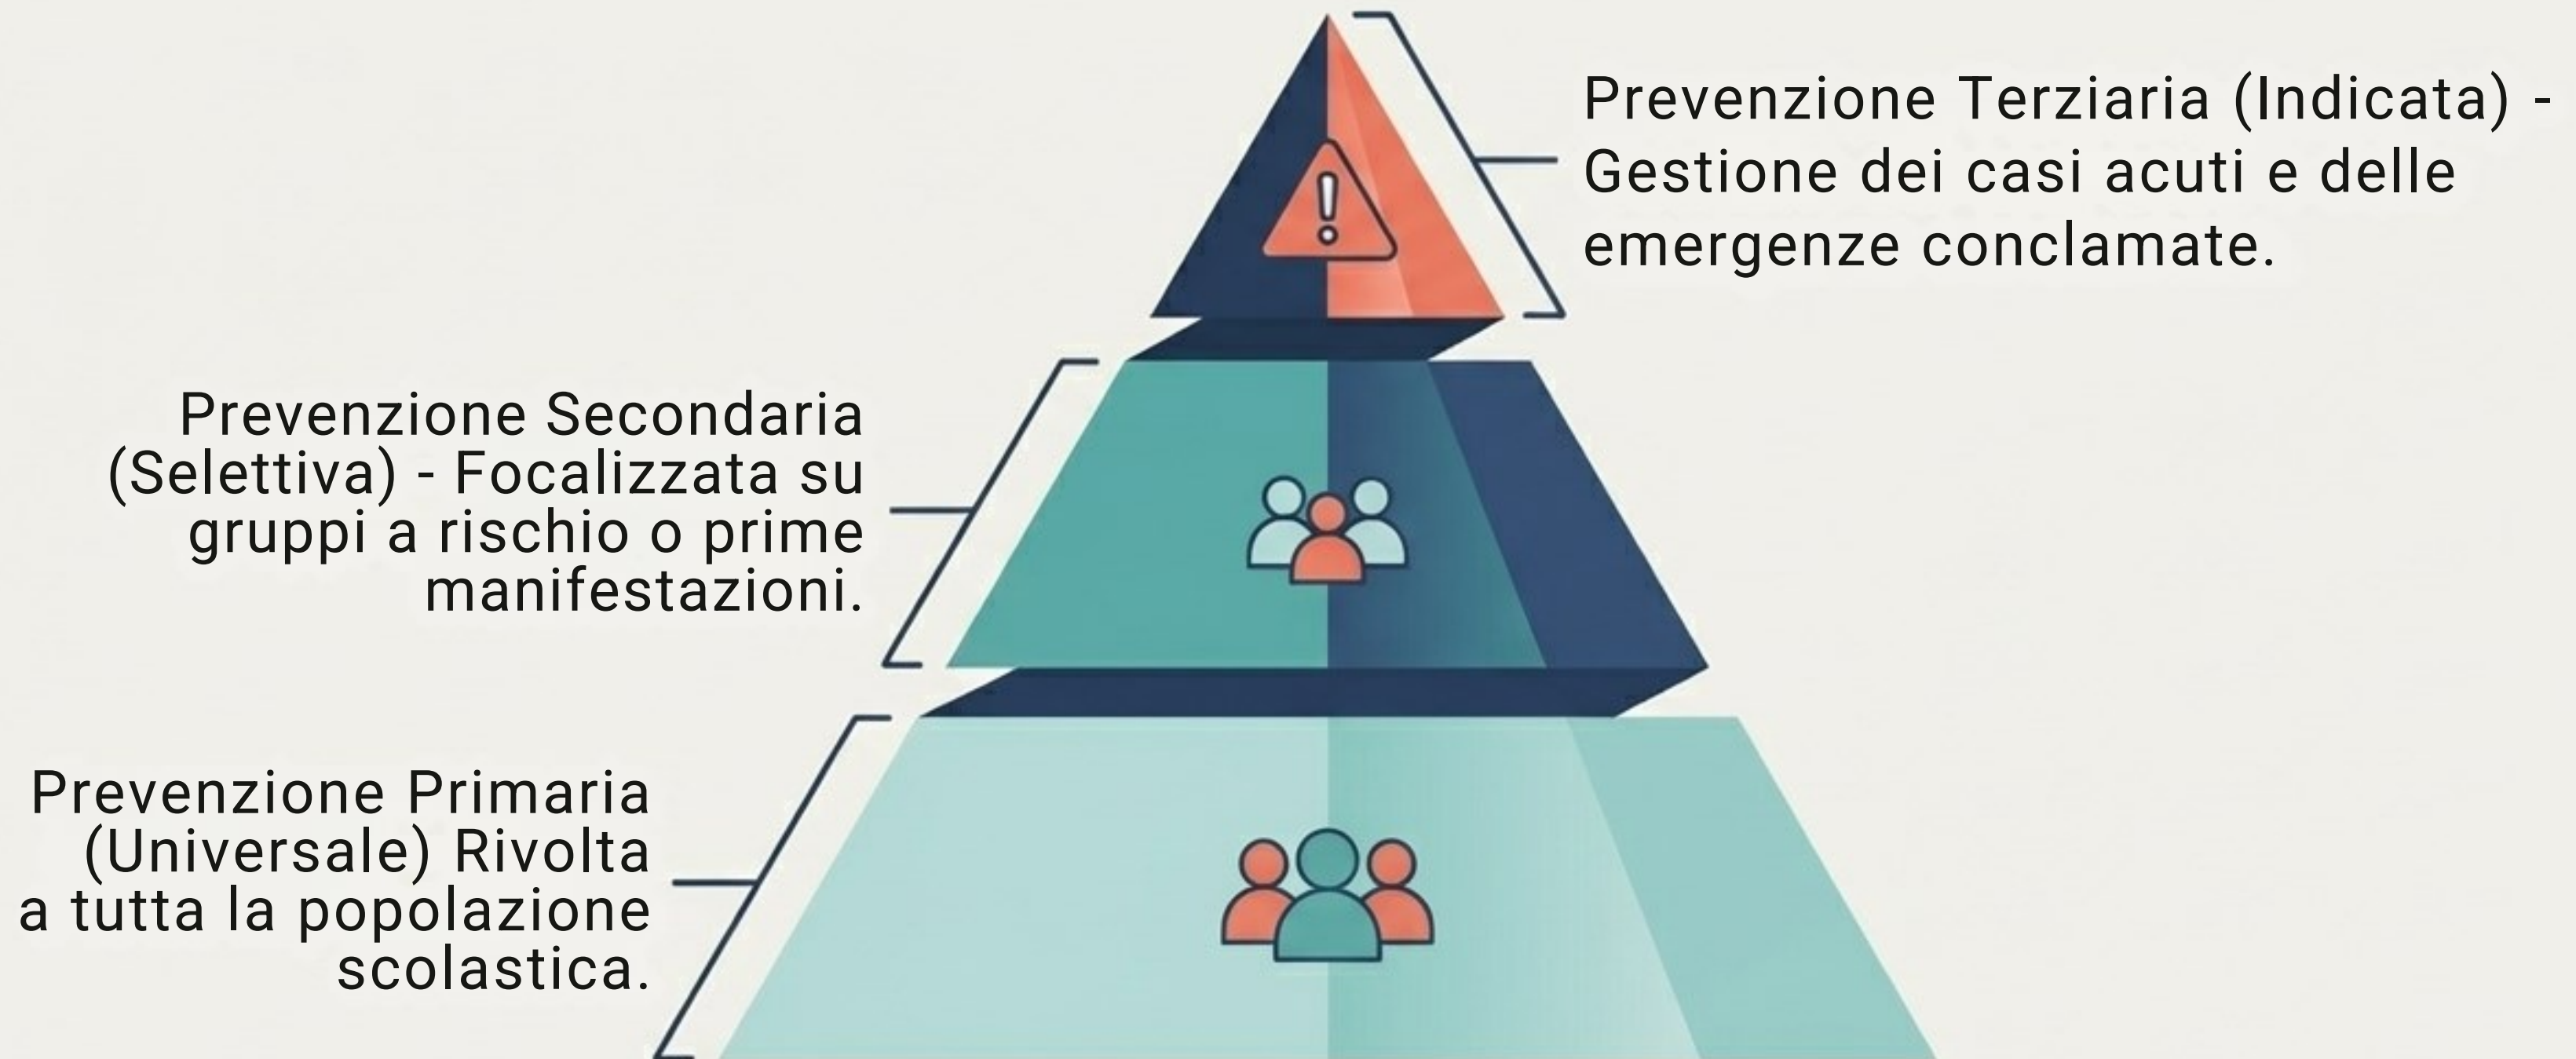 Prevenzione Terziaria (Indicata) -
Gestione dei casi acuti e delle
emergenze conclamate.
Prevenzione Secondaria
(Selettiva) - Focalizzata su
gruppi a rischio o prime
manifestazioni.
Prevenzione Primaria
(Universale) Rivolta
a tutta la popolazione
scolastica.